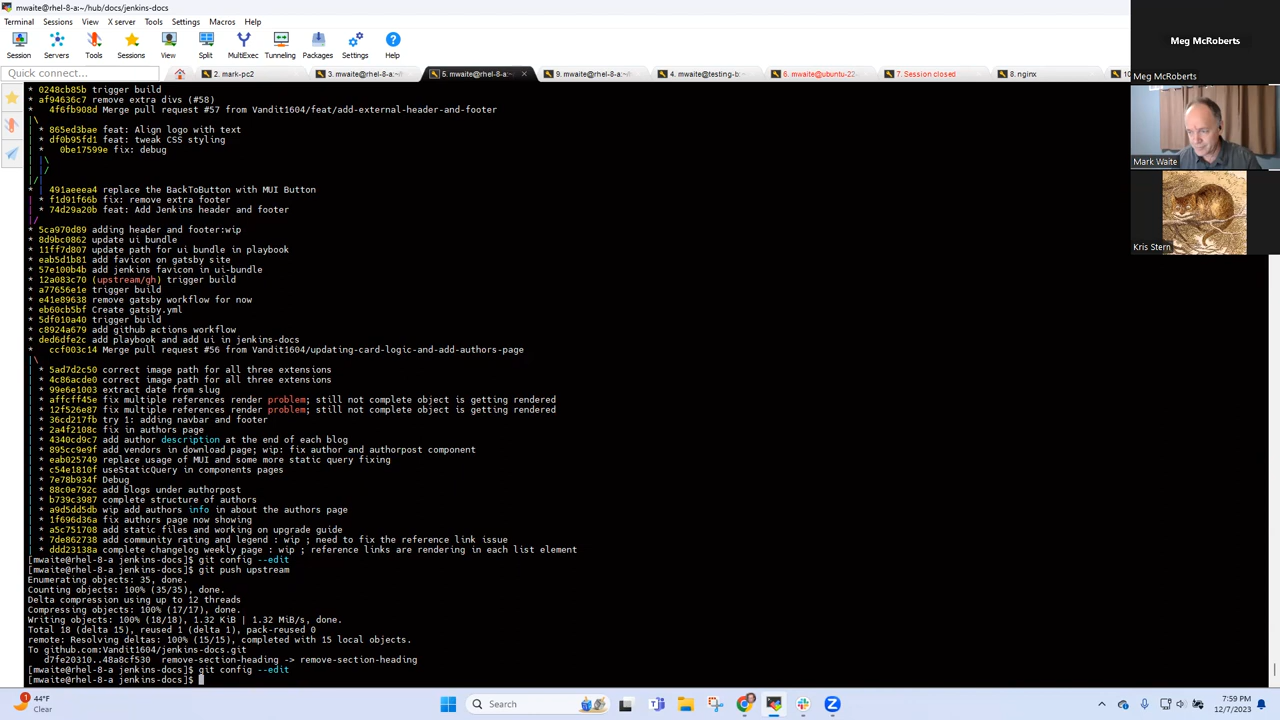 mwaite@rhel-8-a:~/hub/docs/jenkins-docs
Terminal Sessions View X server Tools Settings Macros Help
Session Servers Tools Sessions View Split MultiExec Tunneling Packages Settings Help
Quick connect...
2. mark-pc2
3. mwaite@rhel-8-a:~/
5. mwaite@rhel-8-a:~
9. mwaite@rhel-8-a:~/
4. mwaite@testing-b:
6. mwaite@ubuntu-22
7. Session closed
8. nginx
10
* 0248cb85b trigger build
* af94636c7 remove extra divs (#58)
* 4f6fb908d Merge pull request #57 from Vandit1604/feat/add-external-header-and-footer
|\
| * 865ed3bae feat: Align logo with text
| * df0b95fd1 feat: tweak CSS styling
| * 0be17599e fix: debug
| |\
| |/
|/|
* | 491aeeea4 replace the BackToButton with MUI Button
| * f1d91f66b fix: remove extra footer
| * 74d29a20b feat: Add Jenkins header and footer
|/
* 5ca970d89 adding header and footer:wip
* 8d9bc0862 update ui bundle
* 11ff7d807 update path for ui bundle in playbook
* eab5d1b81 add favicon on gatsby site
* 57e100b4b add jenkins favicon in ui-bundle
* 12a083c70 (upstream/gh) trigger build
* a77656e1e trigger build
* e41e89638 remove gatsby workflow for now
* eb60cb5bf Create gatsby.yml
* 5df010a40 trigger build
* c8924a679 add github actions workflow
* ded6dfe2c add playbook and add ui in jenkins-docs
* ccf003c14 Merge pull request #56 from Vandit1604/updating-card-logic-and-add-authors-page
|\
| * 5ad7d2c50 correct image path for all three extensions
| * 4c86acde0 correct image path for all three extensions
| * 99e6e1003 extract date from slug
| * affcff45e fix multiple references render problem; still not complete object is getting rendered
| * 12f526e87 fix multiple references render problem; still not complete object is getting rendered
| * 36cd217fb try 1: adding navbar and footer
| * 2a4f2108c fix in authors page
| * 4340cd9c7 add author description at the end of each blog
| * 895cc9e9f add vendors in download page; wip: fix author and authorpost component
| * eab025749 replace usage of MUI and some more static query fixing
| * c54e1810f useStaticQuery in components pages
| * 7e78b934f Debug
| * 88c0e792c add blogs under authorpost
| * b739c3987 complete structure of authors
| * a9d5dd5db wip add authors info in about the authors page
| * 1f696d36a fix authors page now showing
| * a5c751708 add static files and working on upgrade guide
| * 7de862738 add community rating and legend : wip ; need to fix the reference link issue
| * ddd23138a complete changelog weekly page : wip ; reference links are rendering in each list element
[mwaite@rhel-8-a jenkins-docs]$ git config --edit
[mwaite@rhel-8-a jenkins-docs]$ git push upstream
Enumerating objects: 35, done.
Counting objects: 100% (35/35), done.
Delta compression using up to 12 threads
Compressing objects: 100% (17/17), done.
Writing objects: 100% (18/18), 1.32 KiB | 1.32 MiB/s, done.
Total 18 (delta 15), reused 1 (delta 1), pack-reused 0
remote: Resolving deltas: 100% (15/15), completed with 15 local objects.
To github.com:Vandit1604/jenkins-docs.git
d7fe20310..48a8cf530 remove-section-heading -> remove-section-heading
[mwaite@rhel-8-a jenkins-docs]$ git config --edit
[mwaite@rhel-8-a jenkins-docs]$
Meg McRoberts
Meg McRoberts
Mark Waite
Kris Stern
1
44°F
Clear
Search
7:59 PM
12/7/2023